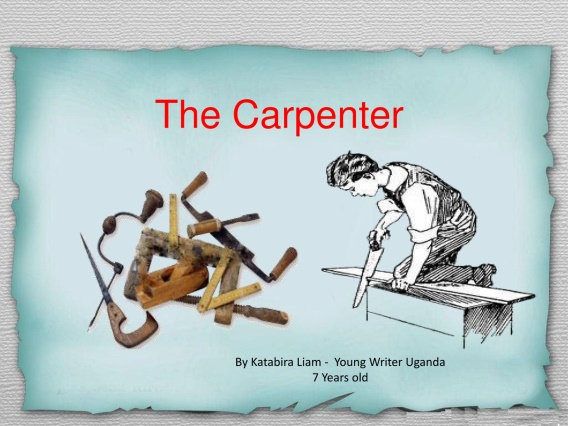 The Carpenter
By Katabira Liam - Young Writer Uganda
7 Years old